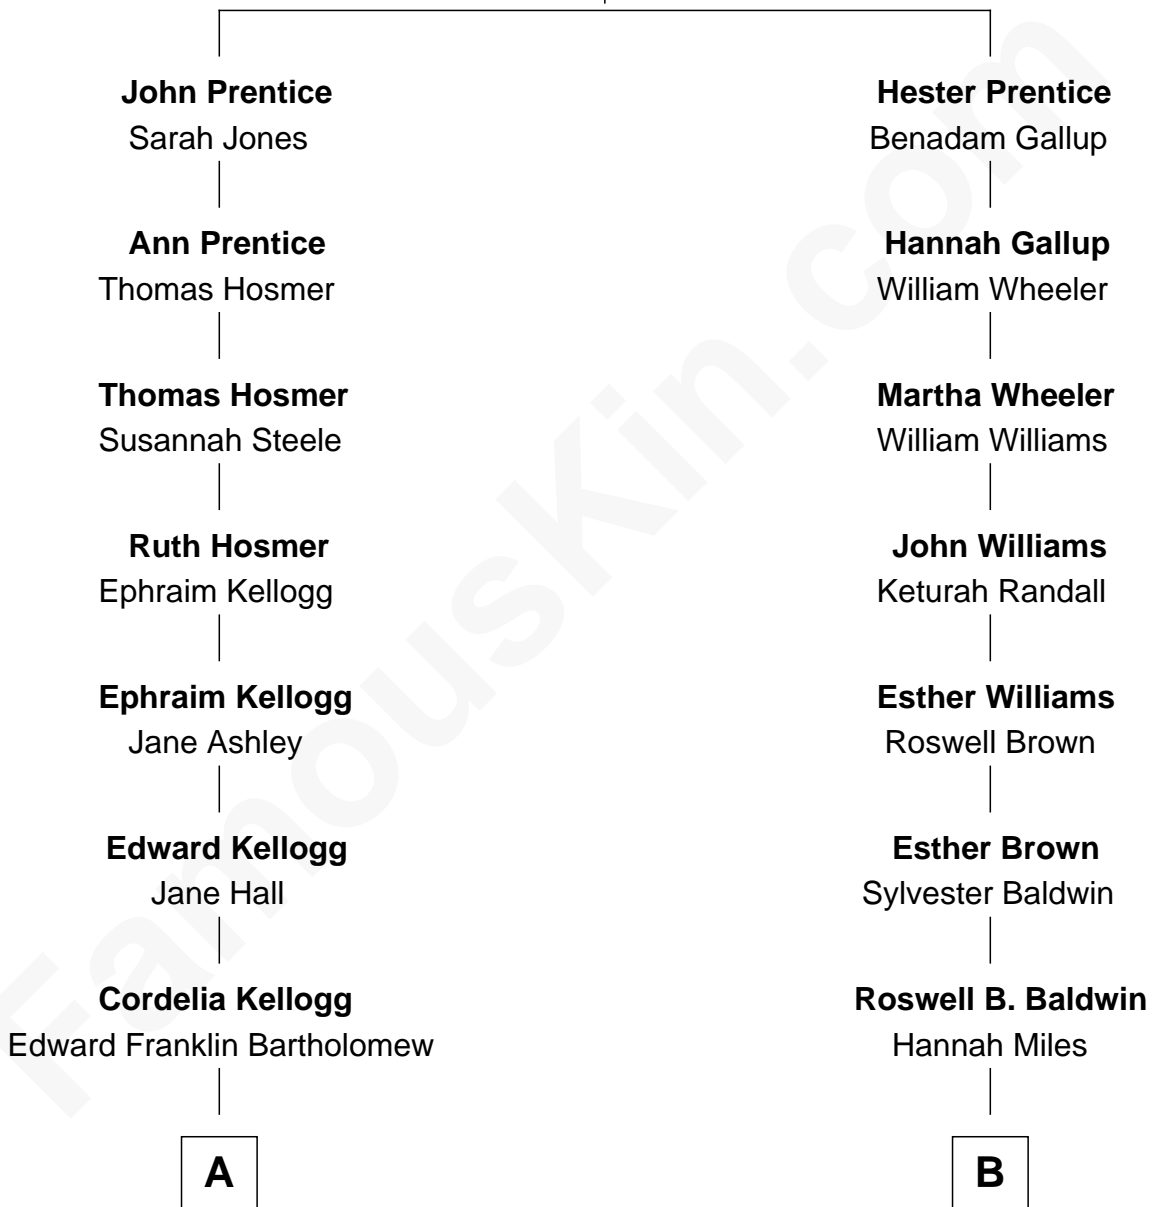 John Prentice
Sarah Jones
Ann Prentice
Thomas Hosmer
Thomas Hosmer
Susannah Steele
Ruth Hosmer
Ephraim Kellogg
Ephraim Kellogg
Jane Ashley
Edward Kellogg
Jane Hall
Cordelia Kellogg
Edward Franklin Bartholomew
A
Hester Prentice
Benadam Gallup
Hannah Gallup
William Wheeler
Martha Wheeler
William Williams
John Williams
Keturah Randall
Esther Williams
Roswell Brown
Esther Brown
Sylvester Baldwin
Roswell B. Baldwin
Hannah Miles
B
FamousKin.com